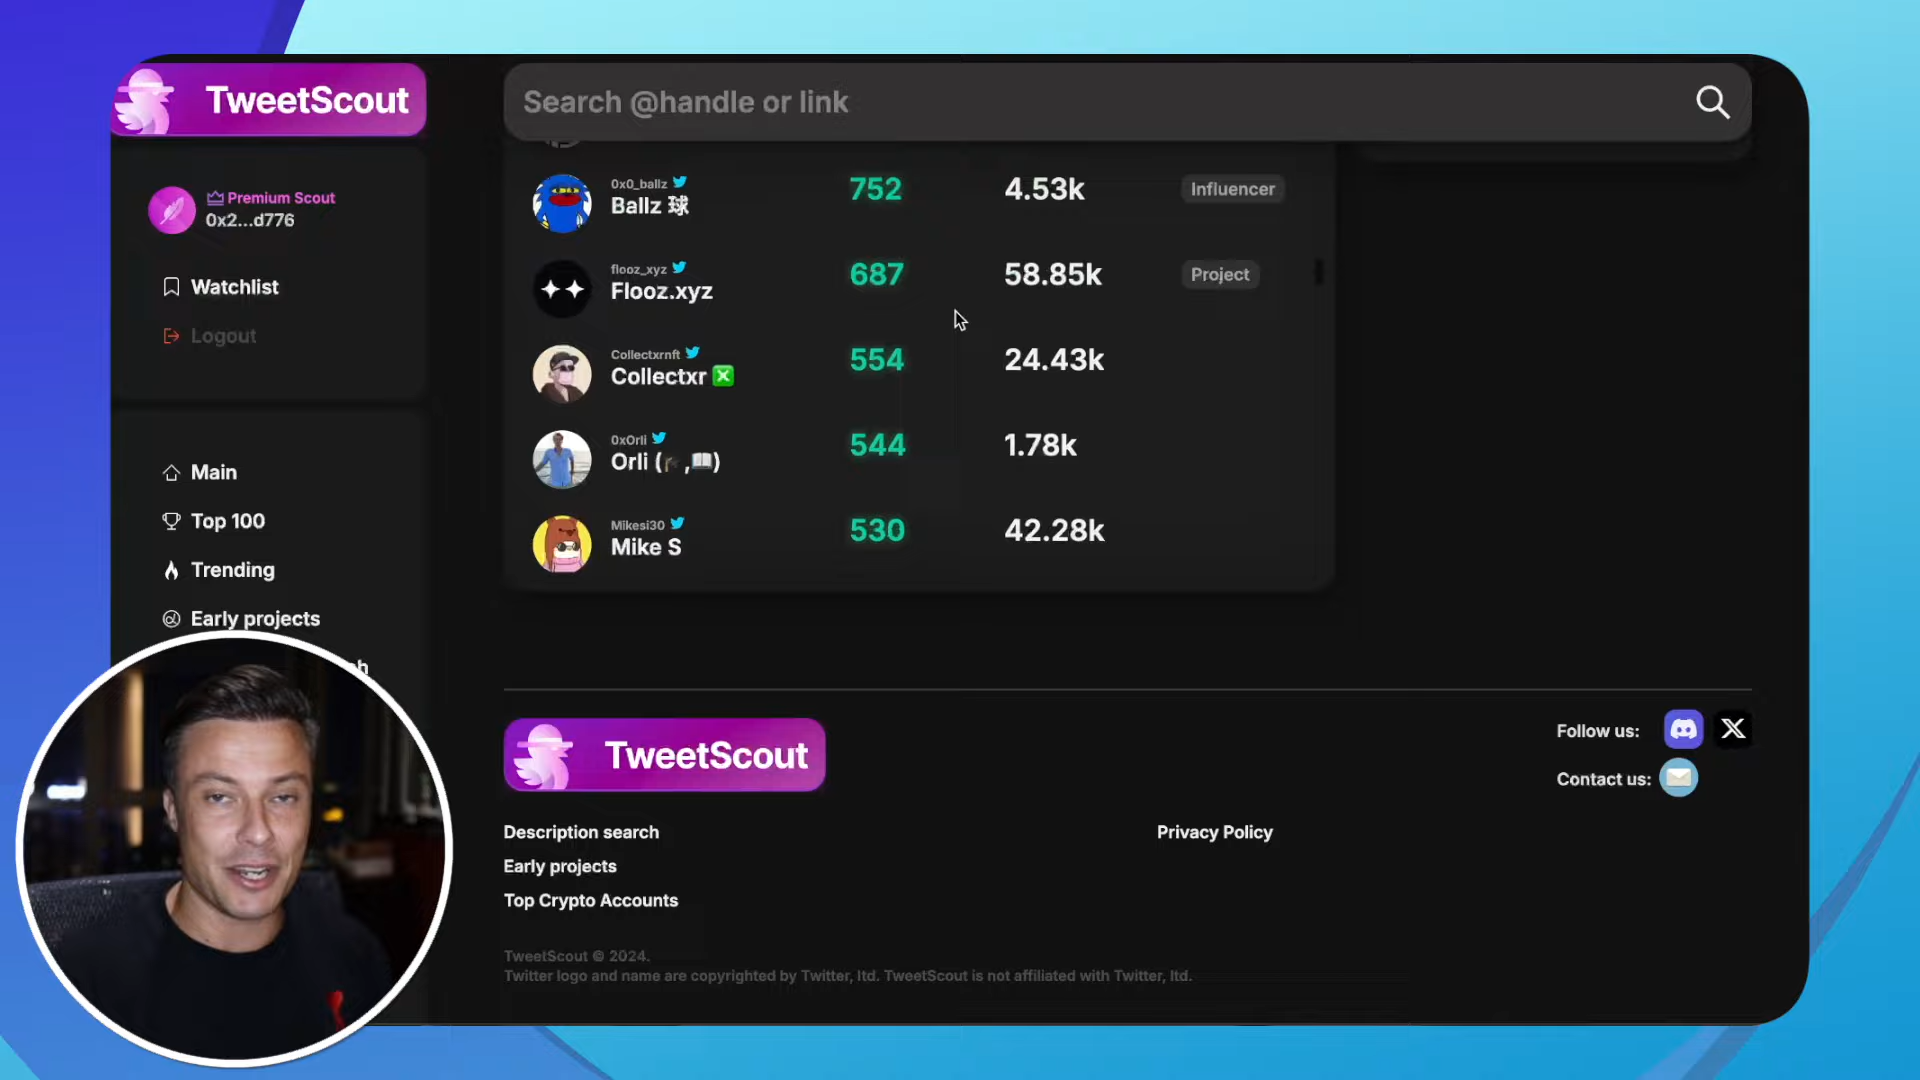 TweetScout
Search @handle or link
Premium Scout
0x2...d776
Watchlist
Logout
Main
Top 100
Trending
Early projects
0x0_ballz
Ballz 球
752
4.53k
Influencer
flooz_xyz
Flooz.xyz
687
58.85k
Project
Collectxrnft
Collectxr ❎
554
24.43k
0xOrli
Orli (🎓,📖)
544
1.78k
Mikesi30
Mike S
530
42.28k
TweetScout
Follow us:
Contact us:
Description search
Early projects
Top Crypto Accounts
Privacy Policy
TweetScout © 2024.
Twitter logo and name are copyrighted by Twitter, ltd. TweetScout is not affiliated with Twitter, ltd.